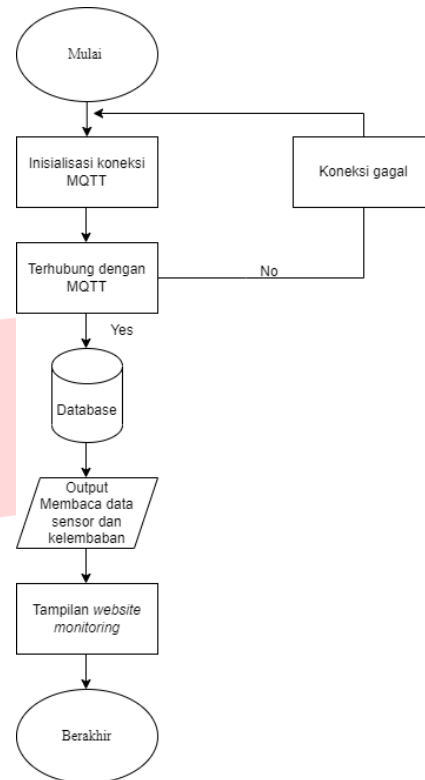 Mulai
Inisialisasi koneksi
MQTT
Koneksi gagal
Terhubung dengan
MQTT
No
Yes
Database
Output
Membaca data
sensor dan
kelembaban
Tampilan website
monitoring
Berakhir